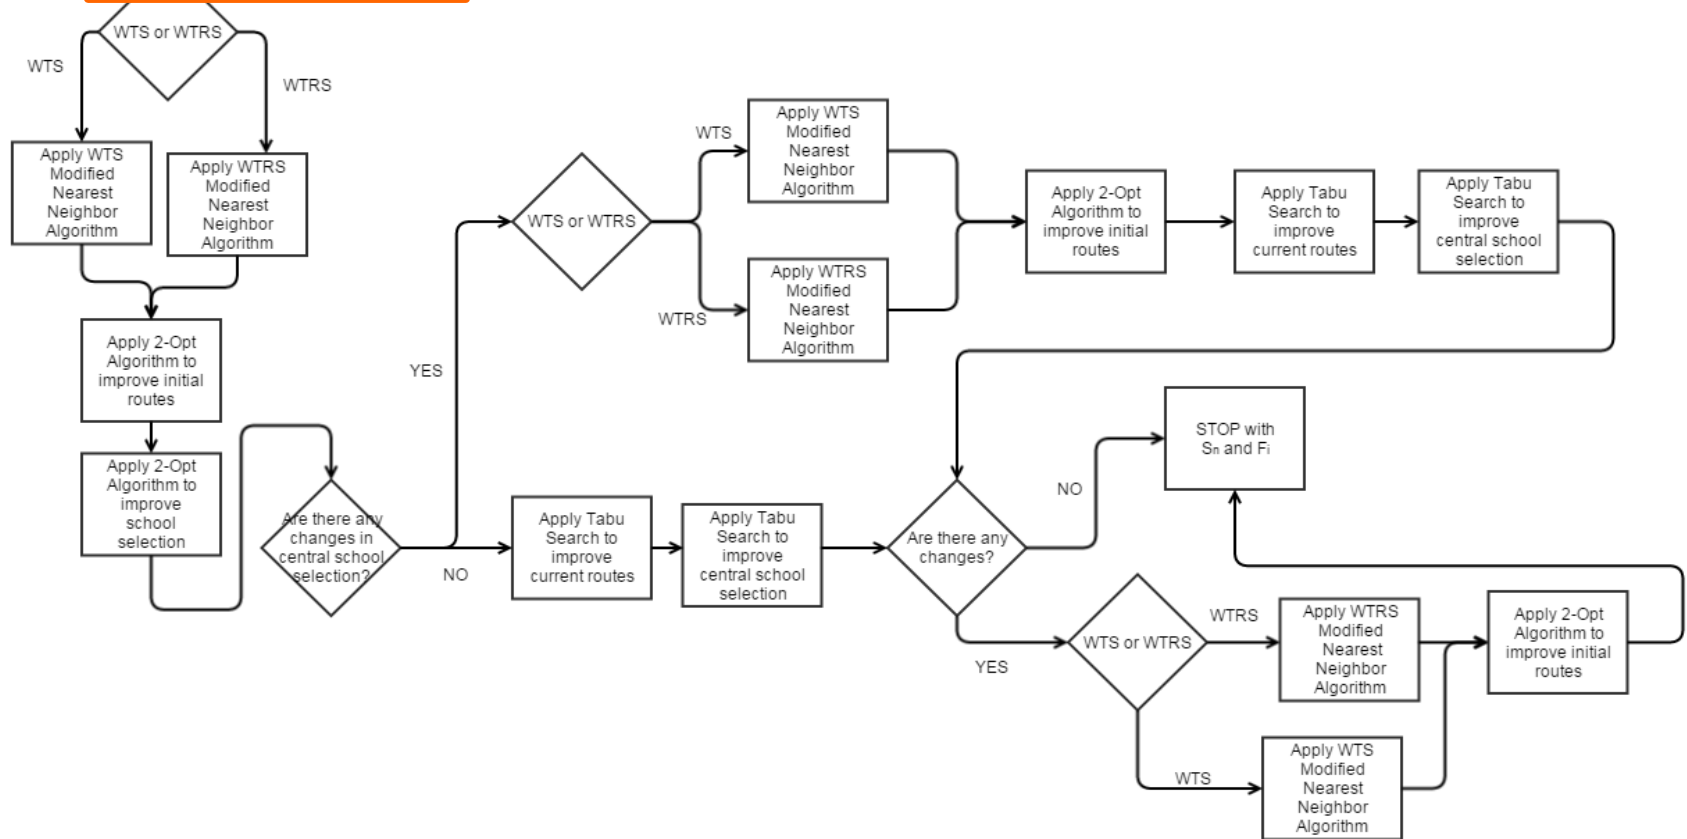 WTS or WTRS
WTS
WTRS
Apply WTS
Modified
Nearest
Neighbor
Algorithm
Apply WTRS
Modified
Nearest
Neighbor
Algorithm
Apply 2-Opt
Algorithm to
improve initial
routes
Apply 2-Opt
Algorithm to
improve
school
selection
Are there any
changes in
central school
selection?
YES
NO
WTS or WTRS
WTS
WTRS
Apply WTS
Modified
Nearest
Neighbor
Algorithm
Apply WTRS
Modified
Nearest
Neighbor
Algorithm
Apply 2-Opt
Algorithm to
improve initial
routes
Apply Tabu
Search to
improve
current routes
Apply Tabu
Search to
improve
central school
selection
Apply Tabu
Search to
improve
current routes
Apply Tabu
Search to
improve
central school
selection
Are there any
changes?
NO
YES
STOP with
Sn and Fi
WTS or WTRS
WTRS
WTS
Apply WTRS
Modified
Nearest
Neighbor
Algorithm
Apply WTS
Modified
Nearest
Neighbor
Algorithm
Apply 2-Opt
Algorithm to
improve initial
routes